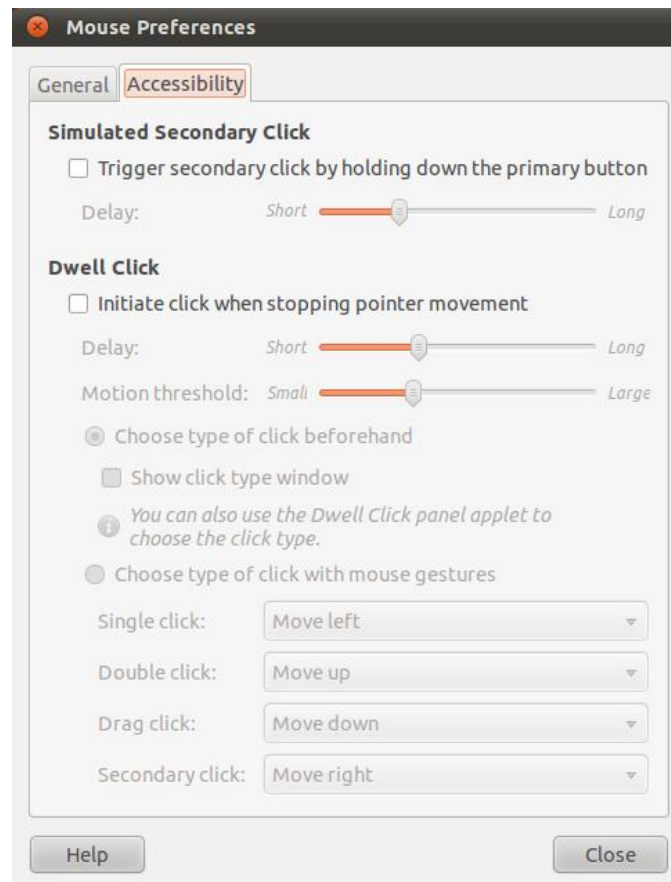 Mouse Preferences
General Accessibility
Simulated Secondary Click
Trigger secondary click by holding down the primary button
Delay: Short Long
Dwell Click
Initiate click when stopping pointer movement
Delay: Short Long
Motion threshold: Small Large
Choose type of click beforehand
Show click type window
You can also use the Dwell Click panel applet to
choose the click type.
Choose type of click with mouse gestures
Single click: Move left
Double click: Move up
Drag click: Move down
Secondary click: Move right
Help Close